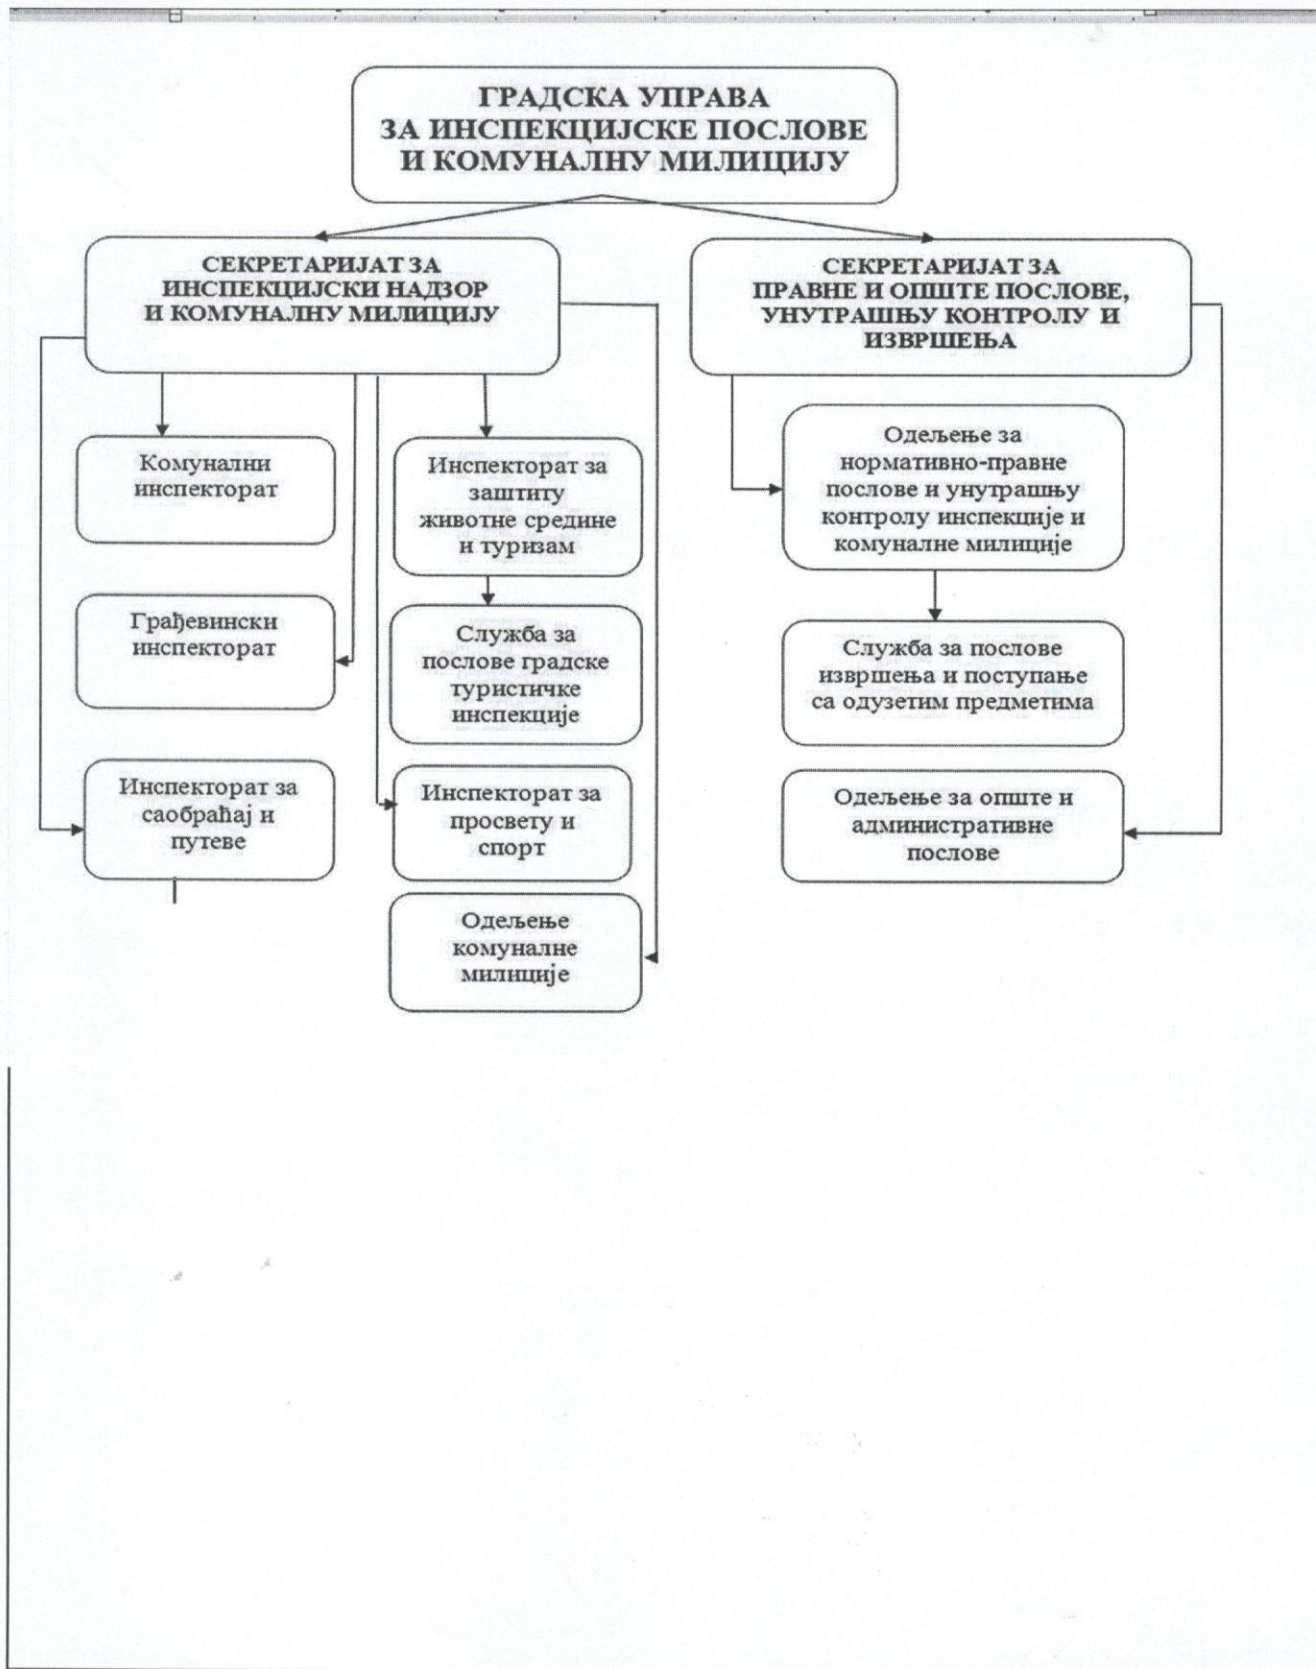 ГРАДСКА УПРАВА
ЗА ИНСПЕКЦИЈСКЕ ПОСЛОВЕ
И КОМУНАЛНУ МИЛИЦИЈУ
СЕКРЕТАРИЈАТ ЗА
ИНСПЕКЦИЈСКИ НАДЗОР
И КОМУНАЛНУ МИЛИЦИЈУ
СЕКРЕТАРИЈАТ ЗА
ПРАВНЕ И ОПШТЕ ПОСЛОВЕ,
УНУТРАШЊУ КОНТРОЛУ И
ИЗВРШЕЊА
Комунални
инспекторат
Инспекторат за
заштиту
животне средине
и туризам
Одељење за
нормативно-правне
послове и унутрашњу
контролу инспекције и
комуналне милиције
Грађевински
инспекторат
Служба за
послове градске
туристичке
инспекције
Служба за послове
извршења и поступање
са одузетим предметима
Инспекторат за
саобраћај и
путеве
Инспекторат за
просвету и
спорт
Одељење за опште и
административне
послове
Одељење
комуналне
милиције